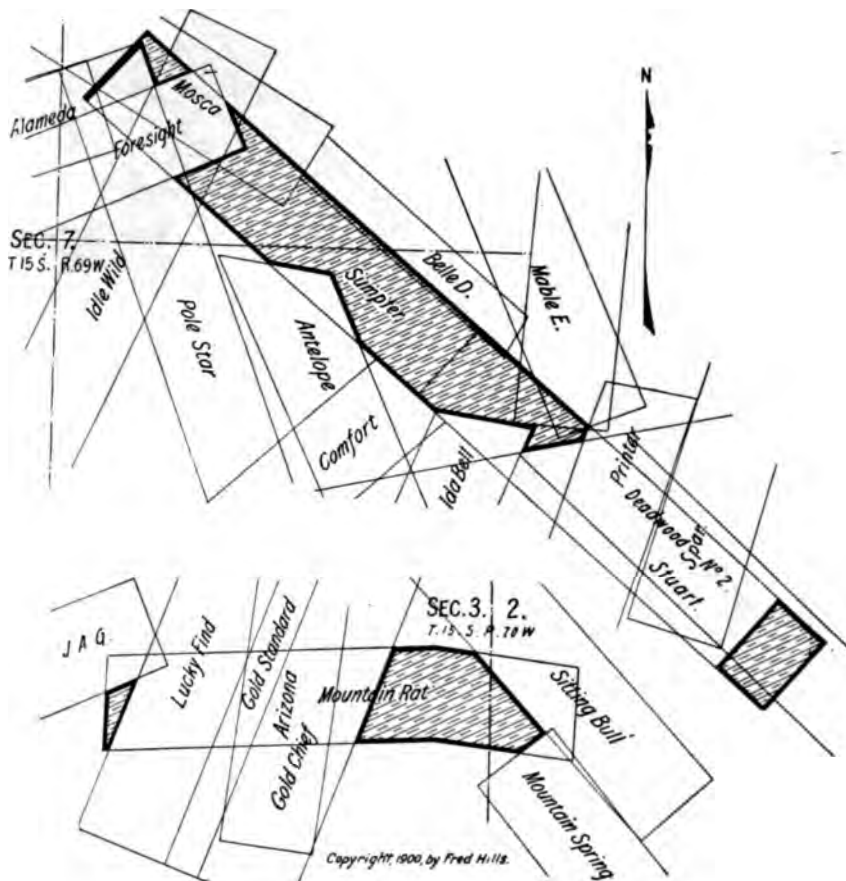 N
Mosca
Alameda
Foresight
SEC. 7.
T 15 S. R. 69 W.
Idle Wild
Pole Star
Sumpter
Belle D.
Mable E.
Antelope
Comfort
Ida Bell
Printer
Deadwood Nº 2.
Spar
Stuart.
SEC. 3. 2.
T. 15 S. R. 70 W
J A G.
Lucky Find
Gold Standard
Arizona
Gold Chief
Mountain Rat
Sitting Bull
Mountain Spring
Copyright, 1900, by Fred Hills.